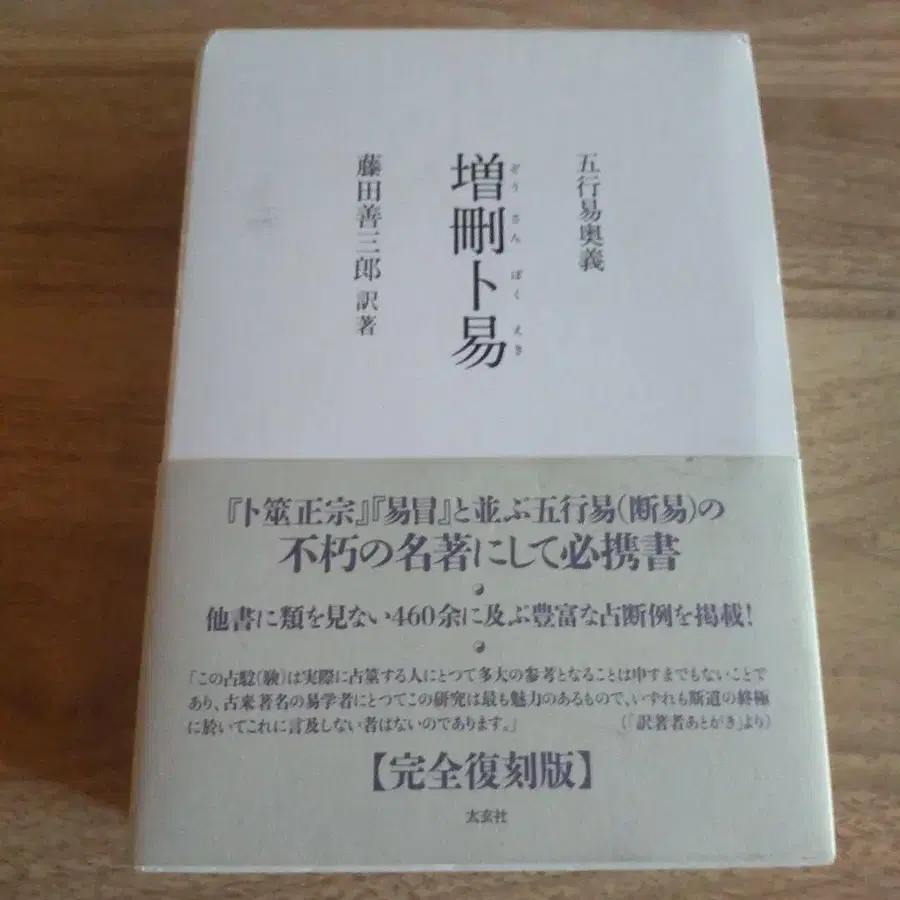 五行易奥義
増刪卜易
ぞうさんぼくえき
藤田善三郎 訳著
『卜筮正宗』『易冒』と並ぶ五行易(断易)の
不朽の名著にして必携書
他書に類を見ない460余に及ぶ豊富な占断例を掲載!
「この占騐(験)は実際に占筮する人にとつて多大の参考となることは申すまでもないことで
あり、古来著名の易学者にとつてこの研究は最も魅力のあるもので、いずれも断道の終極
に於いてこれに言及しない者はないのであります。」 (「訳著者あとがき」より)
【完全復刻版】
太玄社